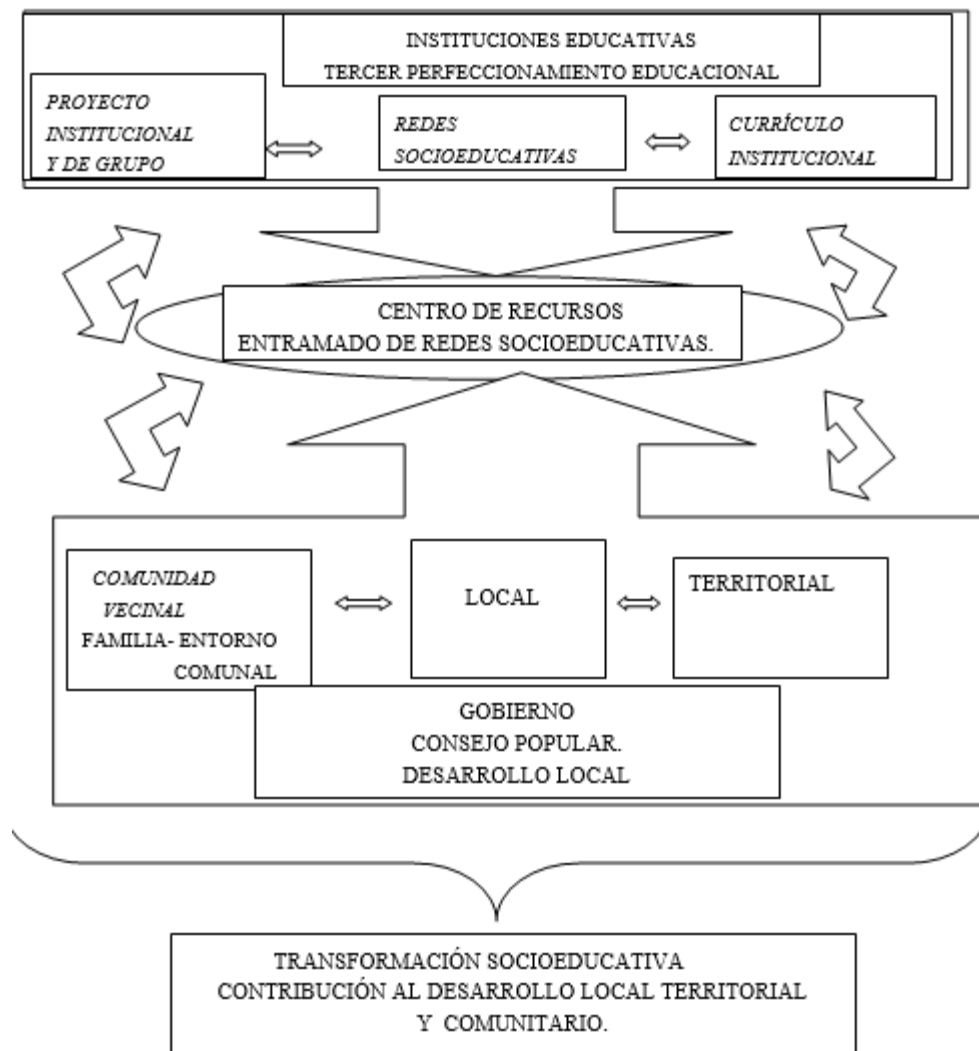 INSTITUCIONES EDUCATIVAS
TERCER PERFECCIONAMIENTO EDUCACIONAL
PROYECTO
INSTITUCIONAL
Y DE GRUPO
REDES
SOCIOEDUCATIVAS
CURRÍCULO
INSTITUCIONAL
CENTRO DE RECURSOS
ENTRAMADO DE REDES SOCIOEDUCATIVAS.
COMUNIDAD
VECINAL
FAMILIA- ENTORNO
COMUNAL
LOCAL
TERRITORIAL
GOBIERNO
CONSEJO POPULAR.
DESARROLLO LOCAL
TRANSFORMACIÓN SOCIOEDUCATIVA
CONTRIBUCIÓN AL DESARROLLO LOCAL TERRITORIAL
Y COMUNITARIO.